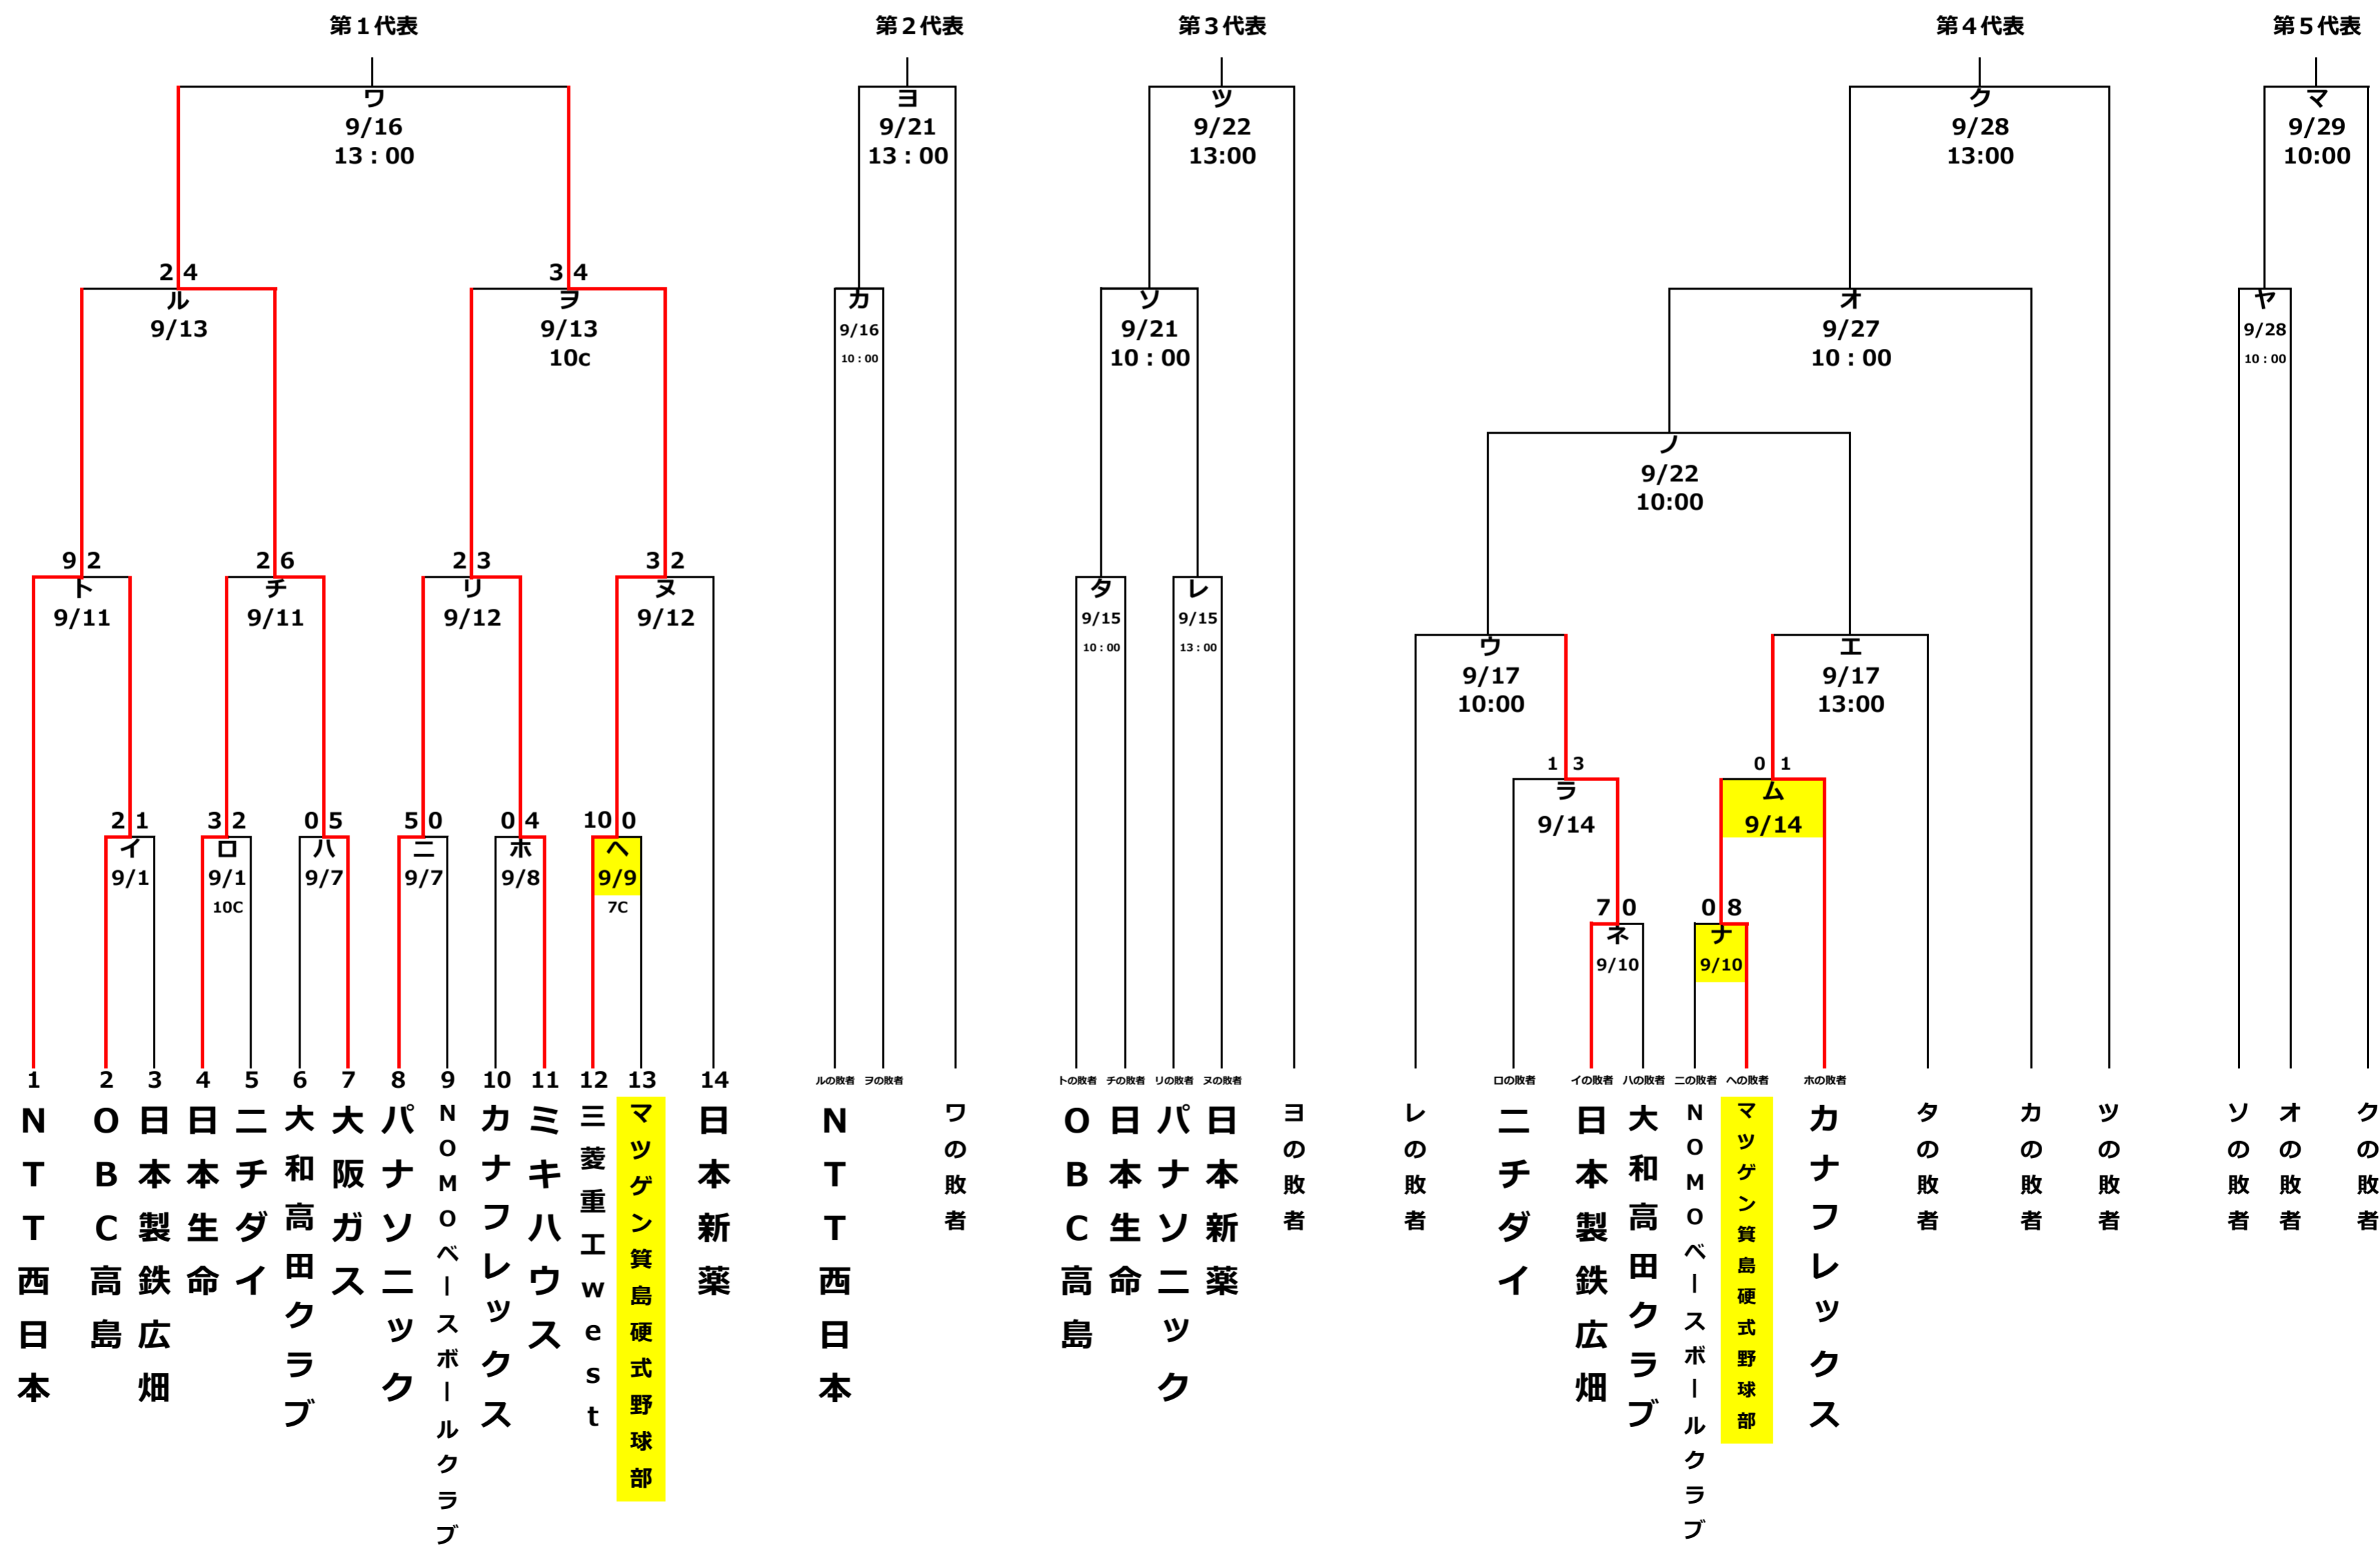 第１代表
第２代表
第３代表
第４代表
第５代表
ワ
9/16
13：00
ヨ
9/21
13：00
ツ
9/22
13:00
ク
9/28
13:00
マ
9/29
10:00
2 4
ル
9/13
3 4
ヲ
9/13
10c
カ
9/16
10：00
ソ
9/21
10：00
オ
9/27
10：00
ヤ
9/28
10：00
ノ
9/22
10:00
9 2
ト
9/11
2 6
チ
9/11
2 3
リ
9/12
3 2
ヌ
9/12
タ
9/15
10：00
レ
9/15
13：00
ウ
9/17
10:00
エ
9/17
13:00
1 3
ラ
9/14
0 1
ム
9/14
2 1
イ
9/1
3 2
ロ
9/1
10C
0 5
ハ
9/7
5 0
ニ
9/7
0 4
ホ
9/8
10 0
ヘ
9/9
7C
7 0
ネ
9/10
0 8
ナ
9/10
1
ＮＴＴ西日本
2
ＯＢＣ高島
3
日本製鉄広畑
4
日本生命
5
ニチダイ
6
大和高田クラブ
7
大阪ガス
8
パナソニック
9
ＮＯＭＯベースボールクラブ
10
カナフレックス
11
ミキハウス
12
三菱重工ｗｅｓｔ
13
マツゲン箕島硬式野球部
14
日本新薬
ルの敗者
ＮＴＴ西日本
ヲの敗者
ワの敗者
トの敗者
ＯＢＣ高島
チの敗者
日本生命
リの敗者
パナソニック
ヌの敗者
日本新薬
ヨの敗者
レの敗者
ロの敗者
ニチダイ
イの敗者
日本製鉄広畑
ハの敗者
大和高田クラブ
ニの敗者
ＮＯＭＯベースボールクラブ
ヘの敗者
マツゲン箕島硬式野球部
ホの敗者
カナフレックス
タの敗者
カの敗者
ツの敗者
ソの敗者
オの敗者
クの敗者